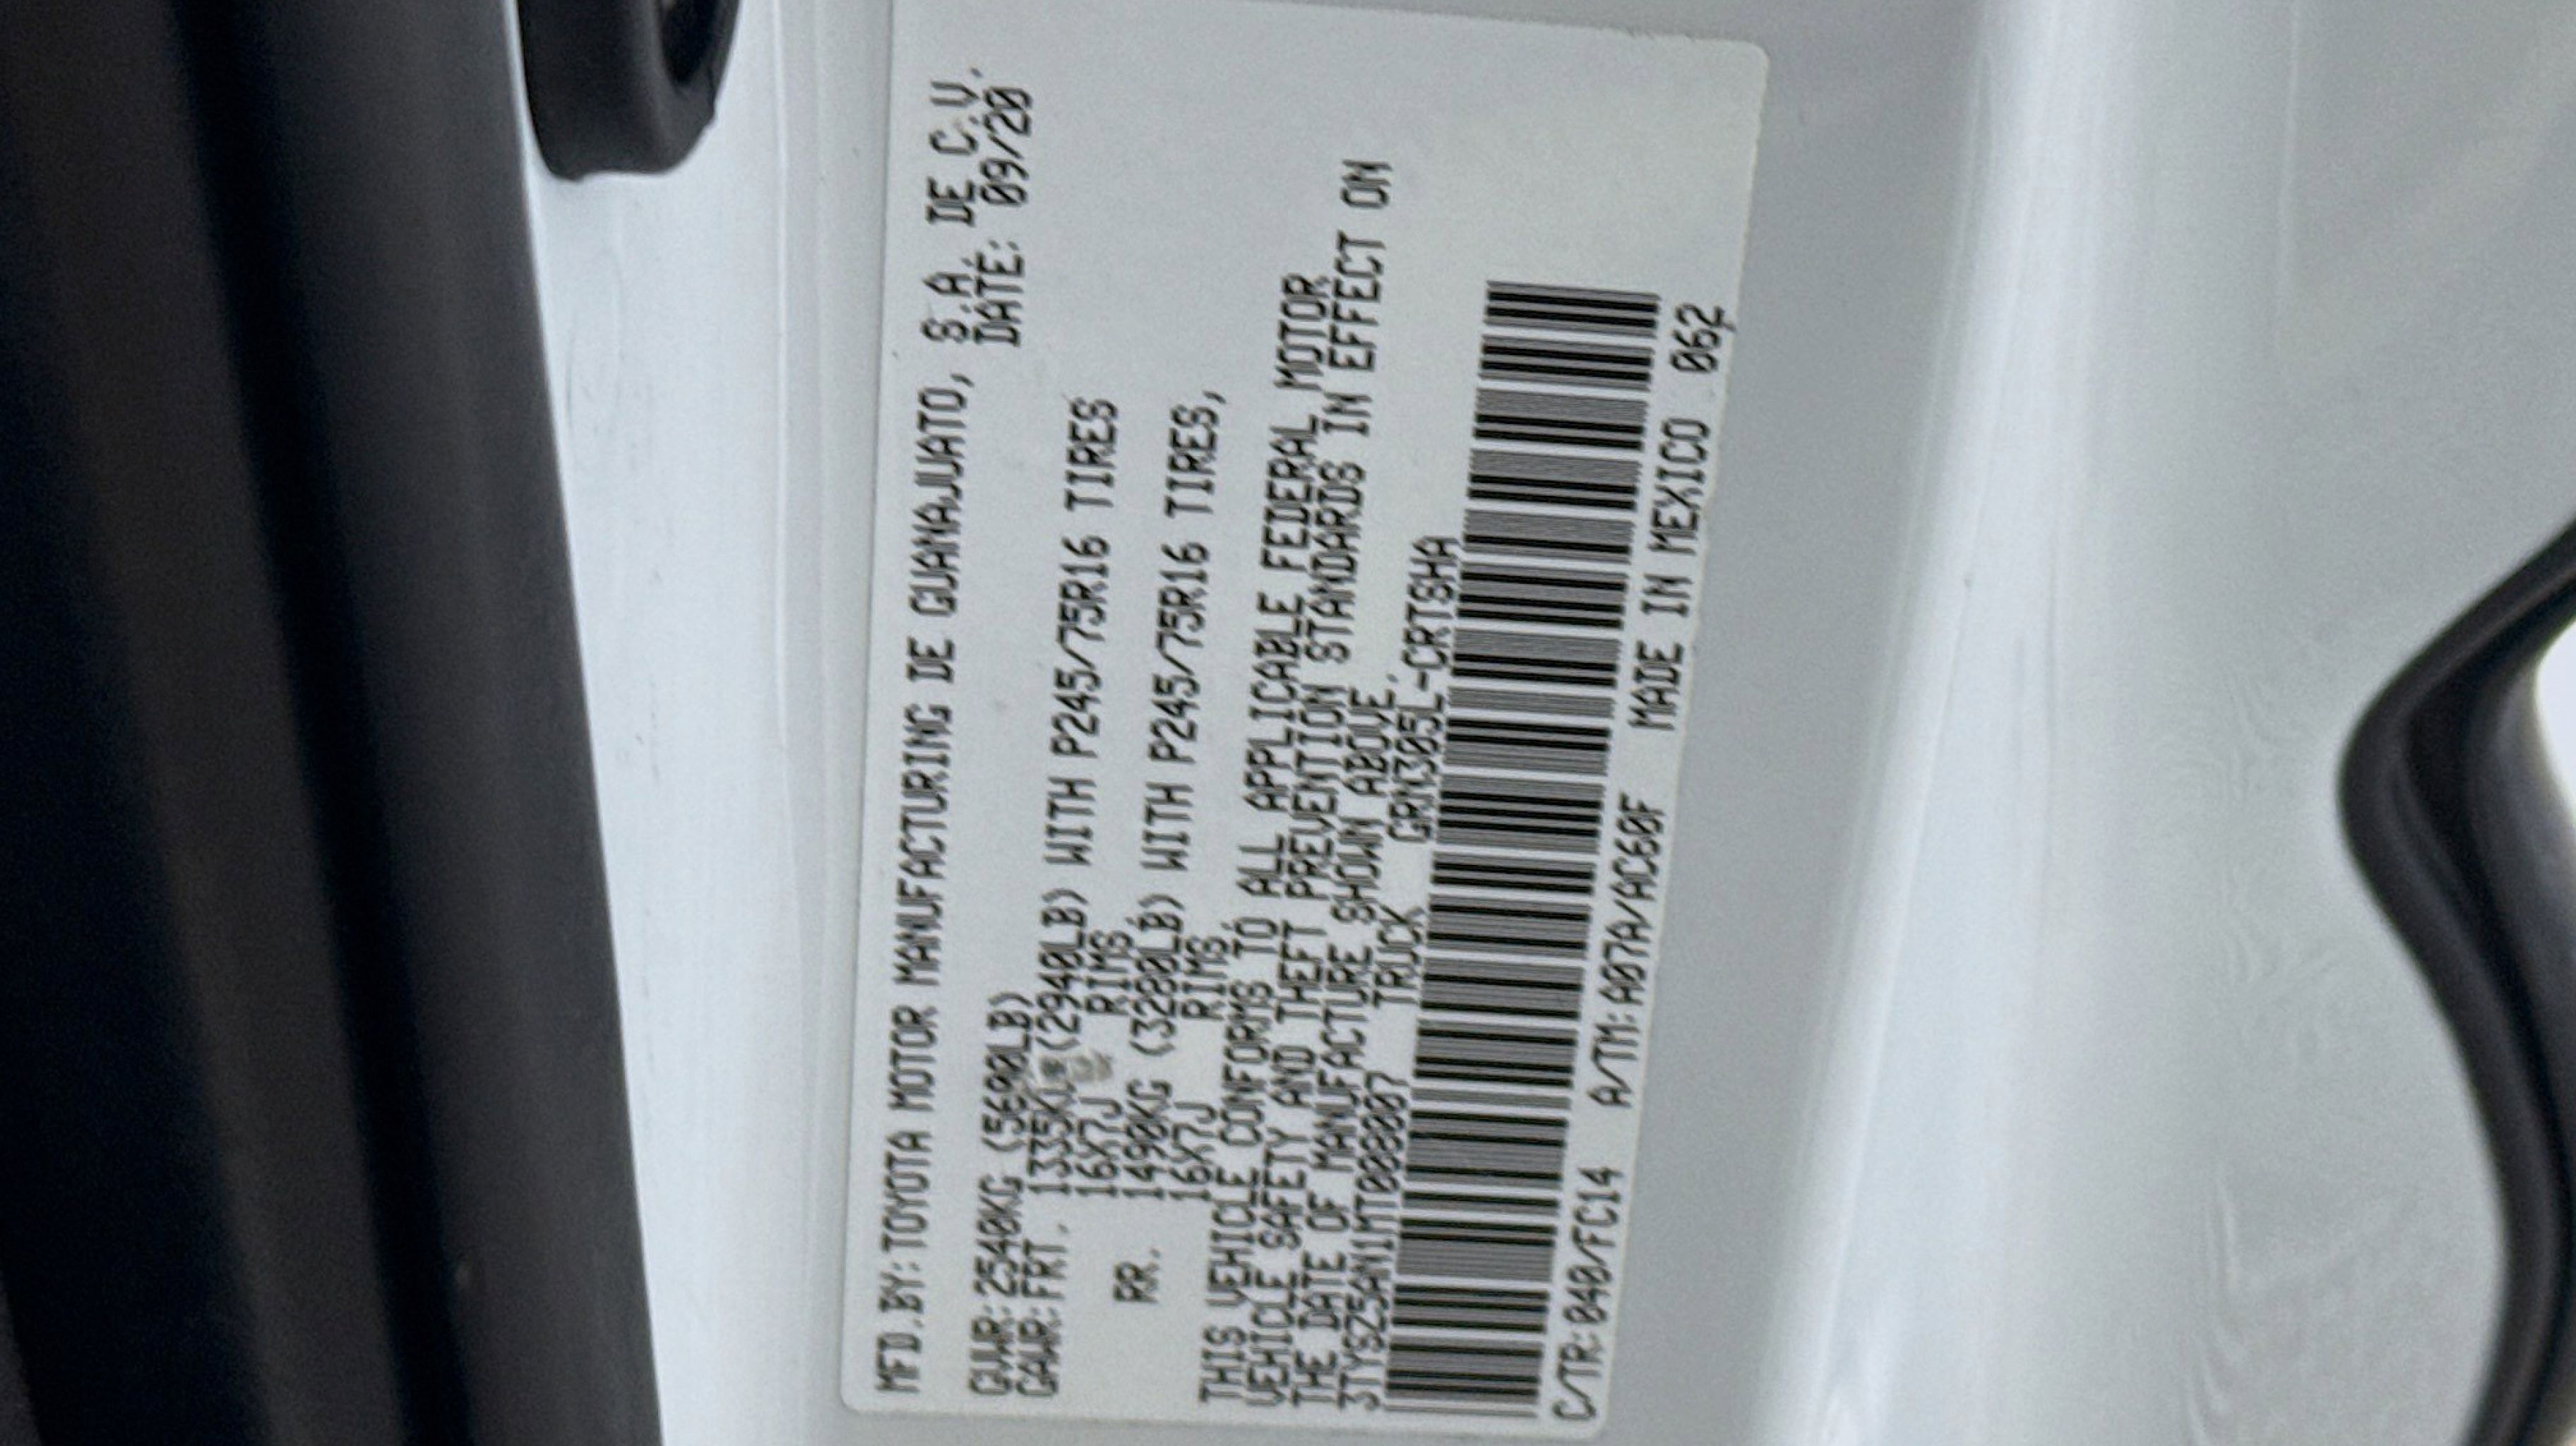 MFD.BY:TOYOTA MOTOR MANUFACTURING DE GUANAJUATO, S.A. DE C.V.
DATE: 09/20
GVWR:2540KG (5600LB)
GAWR:FRT. 1335KG (2940LB) WITH P245/75R16 TIRES
16X7J RIMS,
RR. 1490KG (3280LB) WITH P245/75R16 TIRES,
16X7J RIMS,
THIS VEHICLE CONFORMS TO ALL APPLICABLE FEDERAL MOTOR
VEHICLE SAFETY AND THEFT PREVENTION STANDARDS IN EFFECT ON
THE DATE OF MANUFACTURE SHOWN ABOVE.
3TYSZ5AN1MT008007 TRUCK GRN305L-CRTSHA
C/TR:040/FC14 A/TM:A07A/AC60F MADE IN MEXICO 062